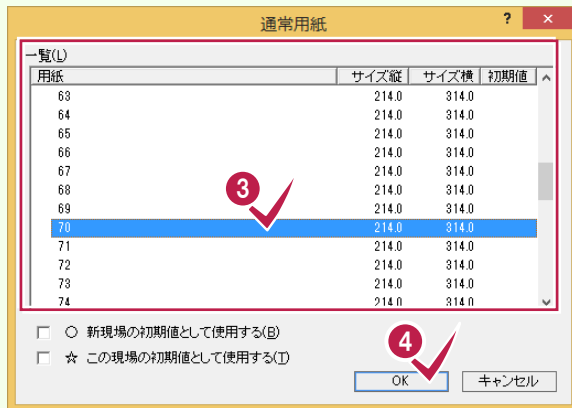 通常用紙 ? ×
一覧(L)
用紙 サイズ縦 サイズ横 初期値
63 214.0 314.0
64 214.0 314.0
65 214.0 314.0
66 214.0 314.0
67 214.0 314.0
68 214.0 314.0
3
69 214.0 314.0
70 214.0 314.0
71 214.0 314.0
72 214.0 314.0
73 214.0 314.0
74 214.0 314.0
○ 新現場の初期値として使用する(B)
4
☆ この現場の初期値として使用する(T)
OK キャンセル